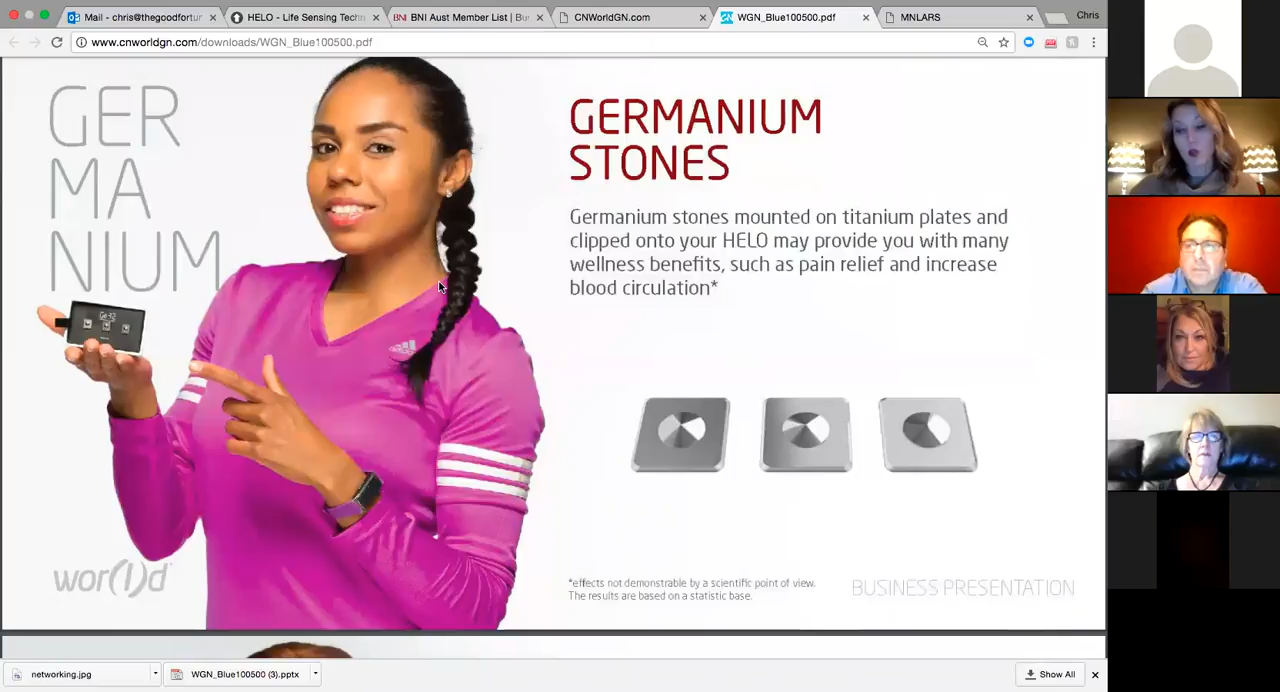 Mail - chris@thegoodfortur
HELO - Life Sensing Techn
BNI Aust Member List | Bus
CNWorldGN.com
WGN_Blue100500.pdf
MNLARS
Chris
www.cnworldgn.com/downloads/WGN_Blue100500.pdf
GER
MA
NIUM
GERMANIUM
STONES
Germanium stones mounted on titanium plates and
clipped onto your HELO may provide you with many
wellness benefits, such as pain relief and increase
blood circulation*
Ge 32
wor(l)d
*effects not demonstrable by a scientific point of view.
The results are based on a statistic base.
BUSINESS PRESENTATION
networking.jpg
WGN_Blue100500 (3).pptx
Show All